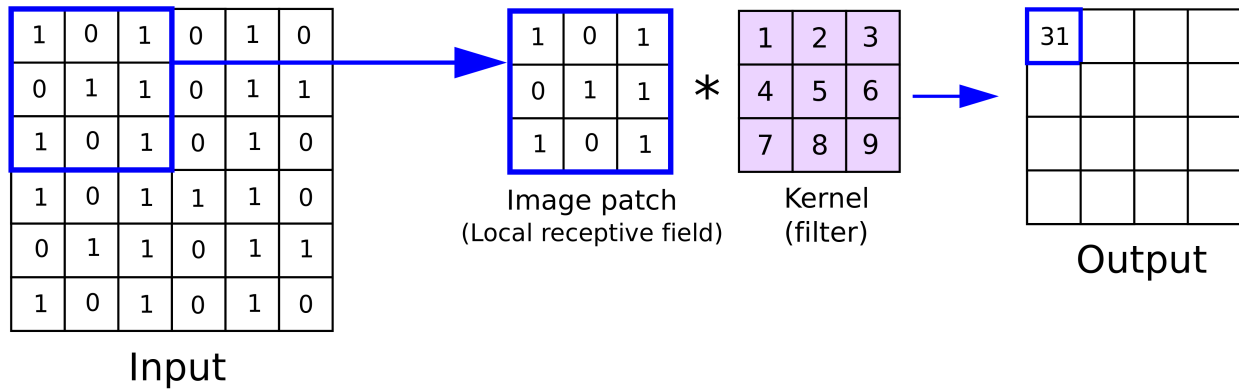 1 0 1 0 1 0
0 1 1 0 1 1
1 0 1 0 1 0
1 0 1 1 1 0
0 1 1 0 1 1
1 0 1 0 1 0
Input
1 0 1
0 1 1
1 0 1
Image patch
(Local receptive field)
*
1 2 3
4 5 6
7 8 9
Kernel
(filter)
31
Output